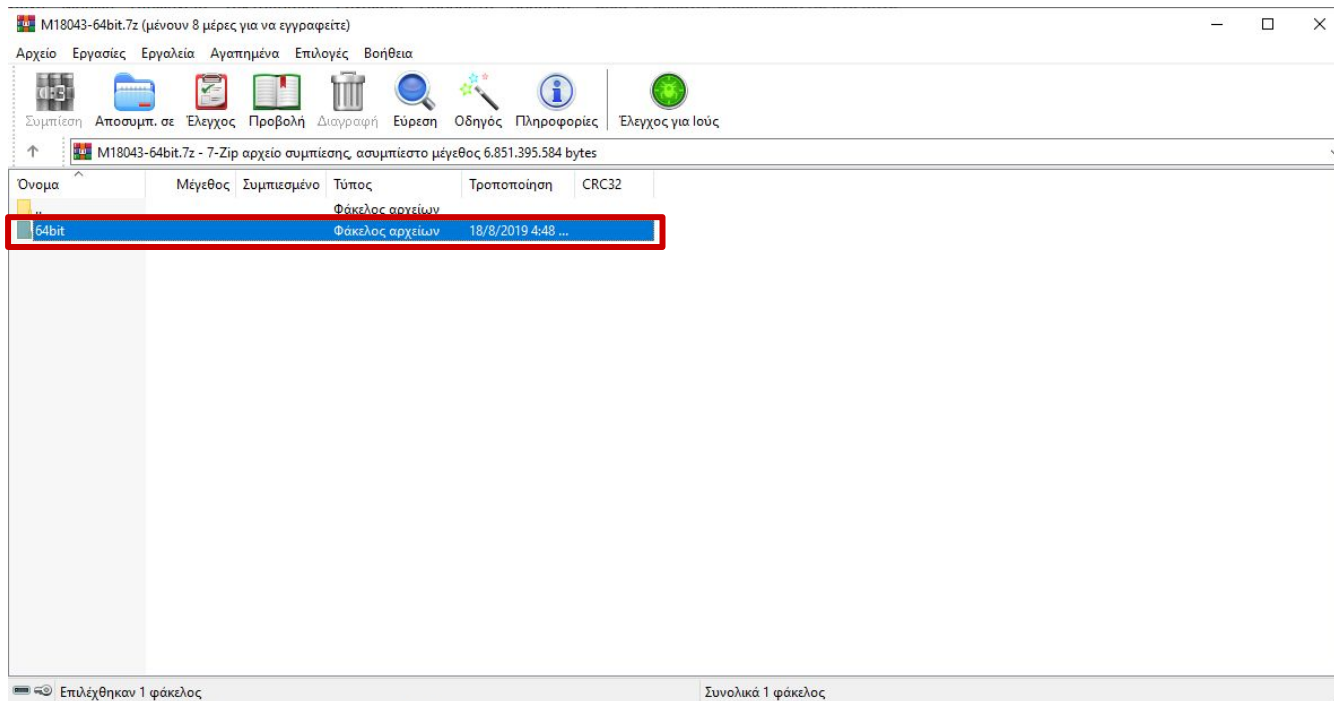 M18043-64bit.7z (μένουν 8 μέρες για να εγγραφείτε)
Αρχείο Εργασίες Εργαλεία Αγαπημένα Επιλογές Βοήθεια
Συμπίεση Αποσυμπ. σε Έλεγχος Προβολή Διαγραφή Εύρεση Οδηγός Πληροφορίες Έλεγχος για Ιούς
M18043-64bit.7z - 7-Zip αρχείο συμπίεσης, ασυμπίεστο μέγεθος 6.851.395.584 bytes
Όνομα Μέγεθος Συμπιεσμένο Τύπος Τροποποίηση CRC32
.. Φάκελος αρχείων
64bit Φάκελος αρχείων 18/8/2019 4:48 ...
Επιλέχθηκαν 1 φάκελος Συνολικά 1 φάκελος